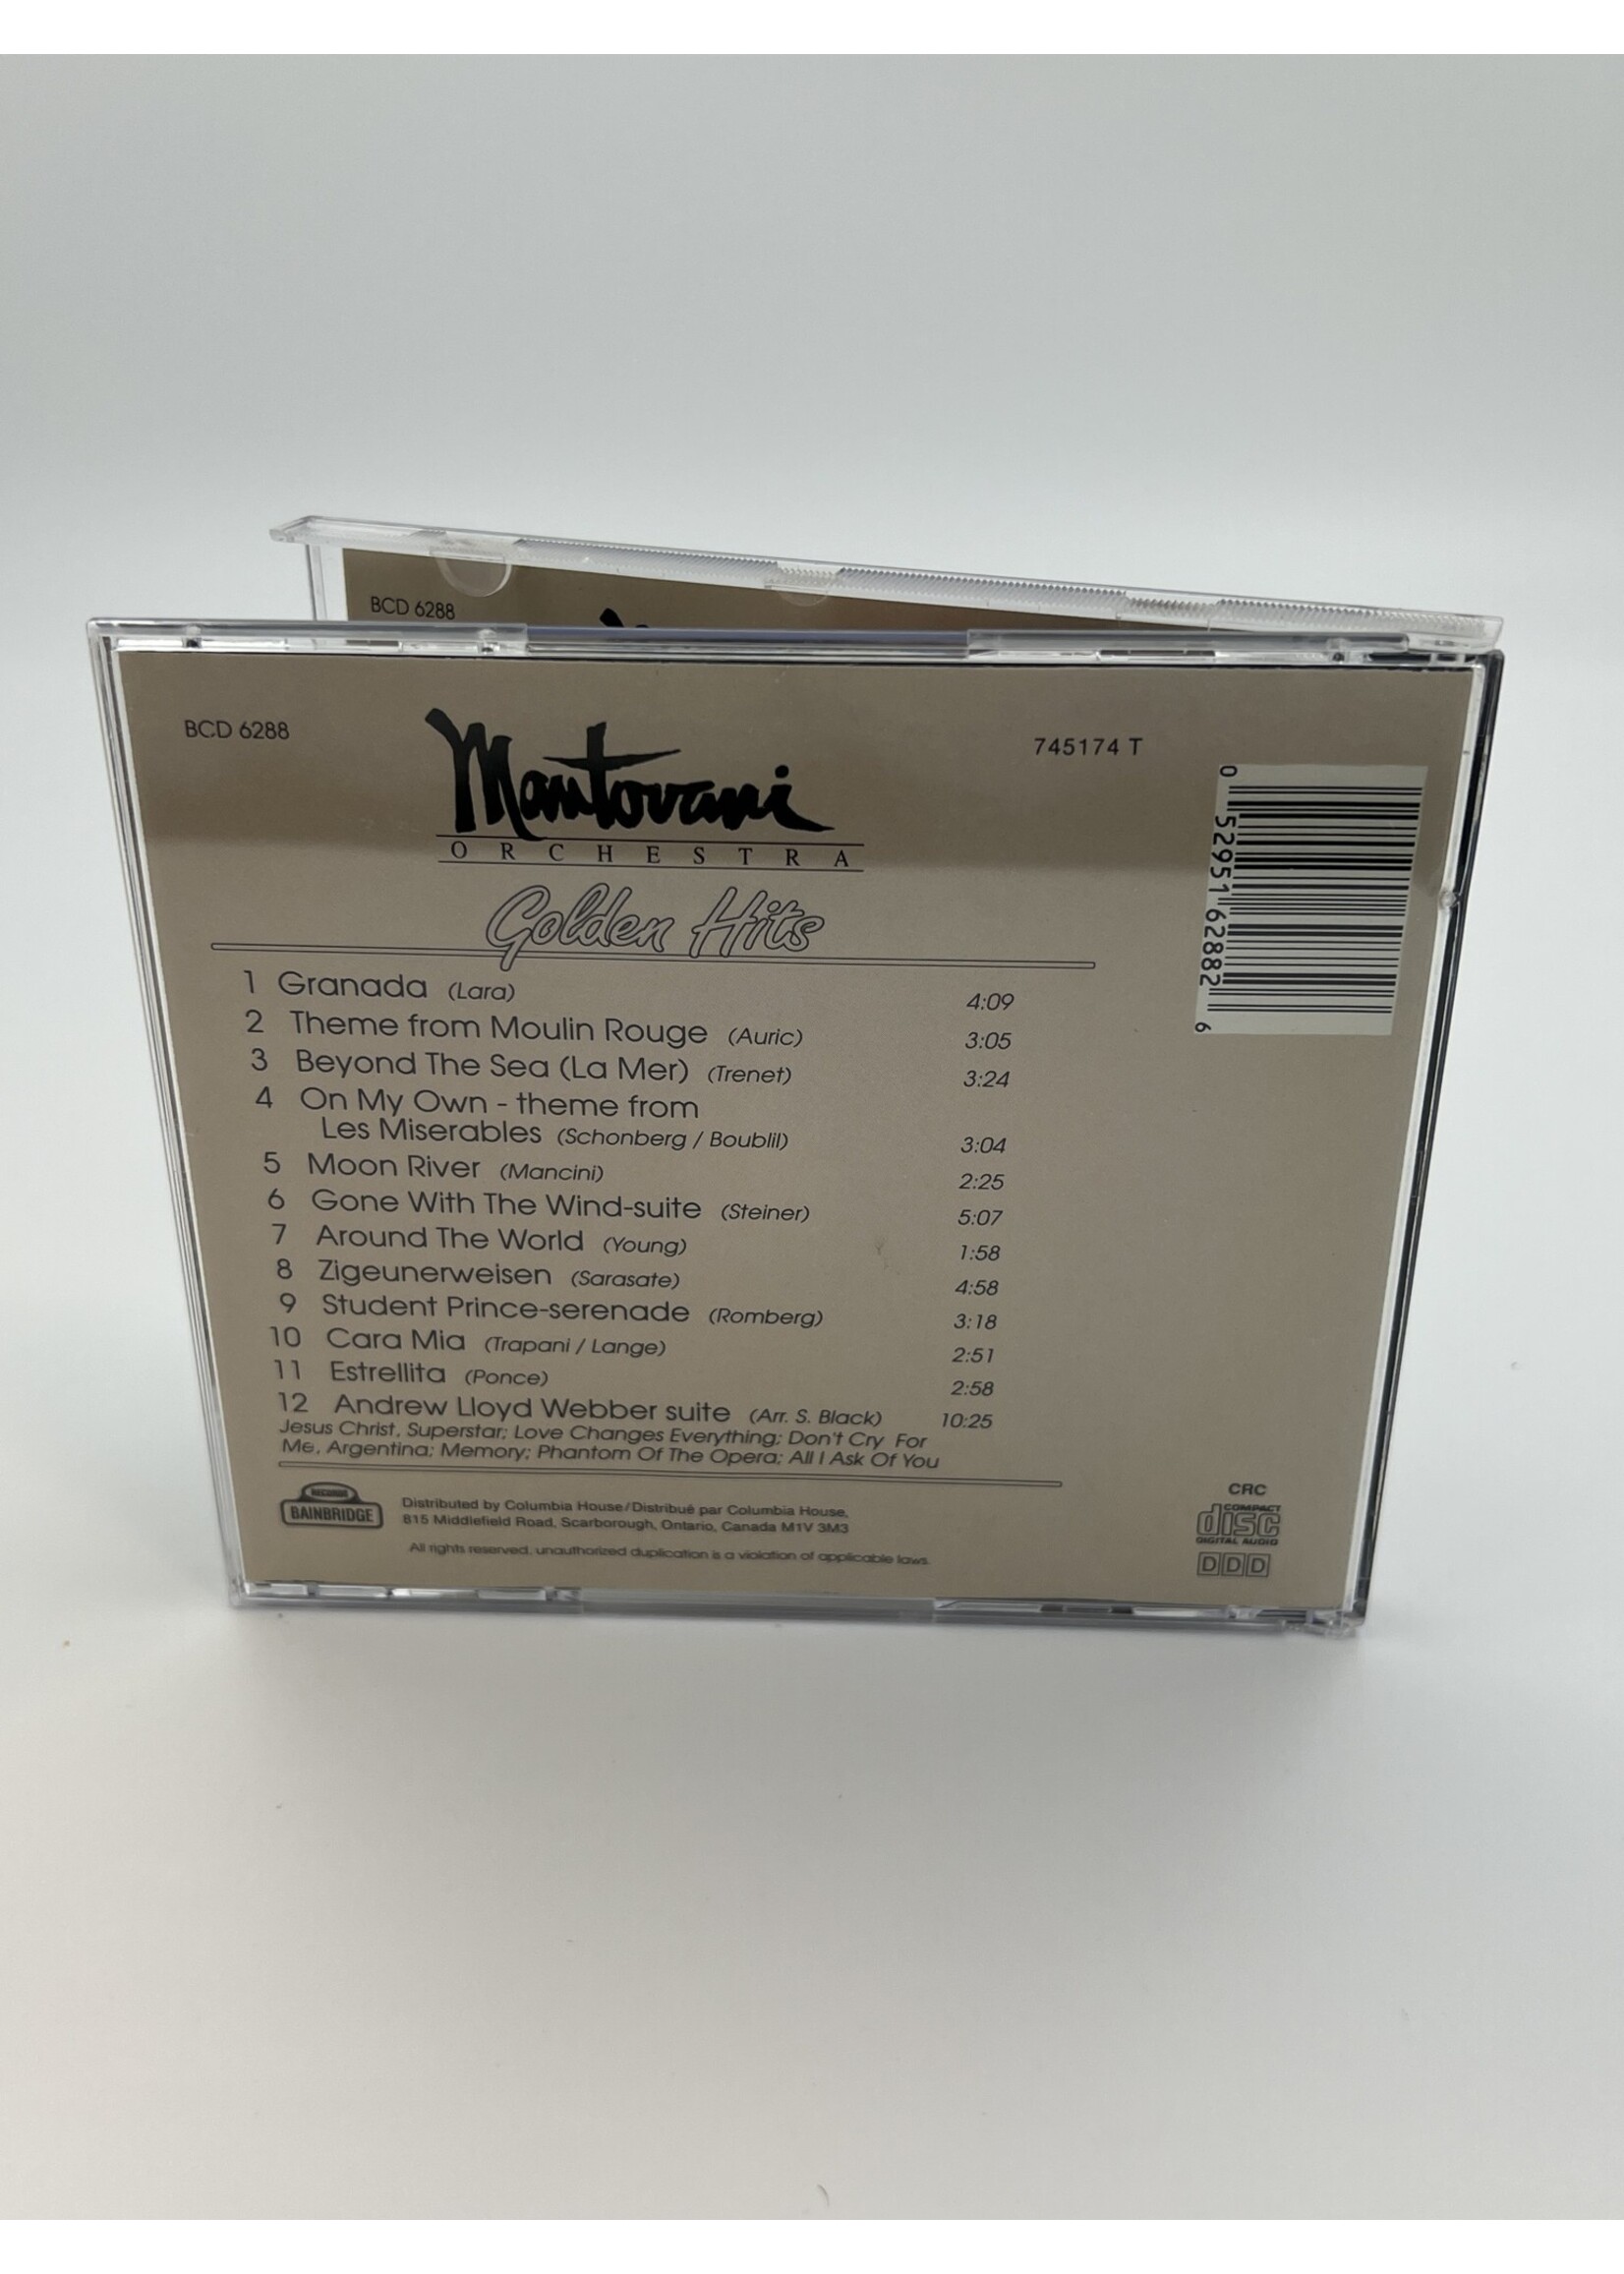 BCD 6288
BCD 6288
745174 T
Mantovani
ORCHESTRA
Golden Hits
0 52951 62882 6
1 Granada (Lara) 4:09
2 Theme from Moulin Rouge (Auric) 3:05
3 Beyond The Sea (La Mer) (Trenet) 3:24
4 On My Own - theme from
Les Miserables (Schonberg / Boublil) 3:04
5 Moon River (Mancini) 2:25
6 Gone With The Wind-suite (Steiner) 5:07
7 Around The World (Young) 1:58
8 Zigeunerweisen (Sarasate) 4:58
9 Student Prince-serenade (Romberg) 3:18
10 Cara Mia (Trapani / Lange) 2:51
11 Estrellita (Ponce) 2:58
12 Andrew Lloyd Webber suite (Arr. S. Black) 10:25
Jesus Christ, Superstar; Love Changes Everything; Don't Cry For
Me, Argentina; Memory; Phantom Of The Opera; All I Ask Of You
RECORDS
BAINBRIDGE
Distributed by Columbia House/Distribué par Columbia House,
815 Middlefield Road, Scarborough, Ontario, Canada M1V 3M3
All rights reserved, unauthorized duplication is a violation of applicable laws.
CRC
COMPACT
disc
DIGITAL AUDIO
DDD